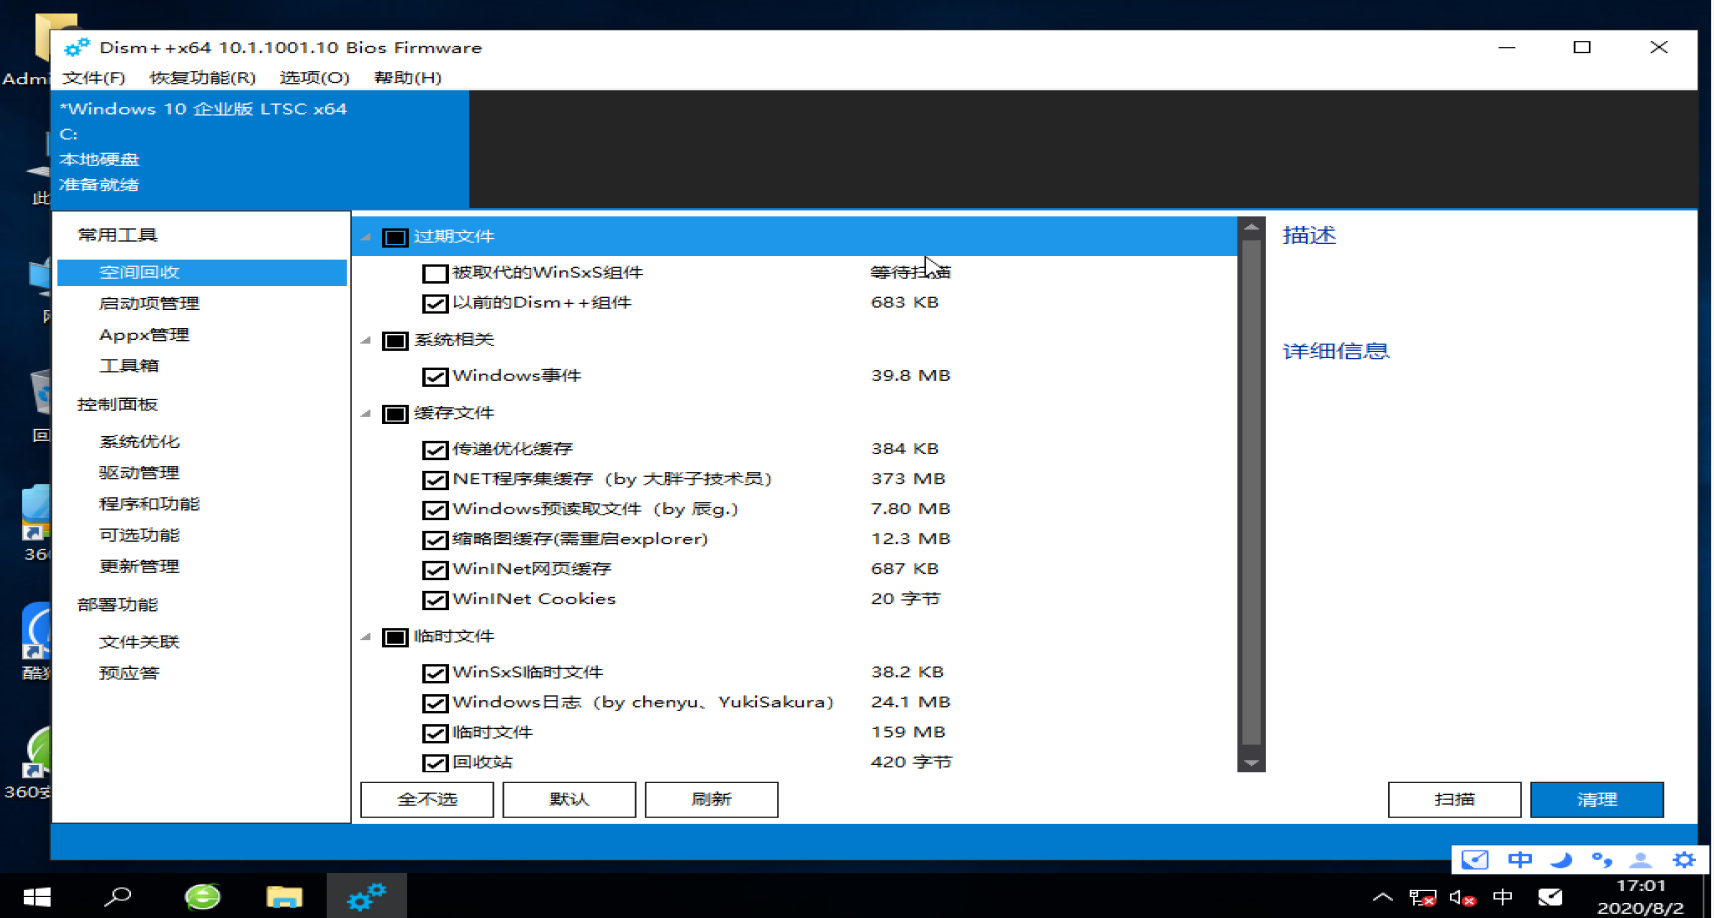 Dism++x64 10.1.1001.10 Bios Firmware
文件(F) 恢复功能(R) 选项(O) 帮助(H)
*Windows 10 企业版 LTSC x64
C:
本地硬盘
准备就绪
常用工具
空间回收
启动项管理
Appx管理
工具箱
控制面板
系统优化
驱动管理
程序和功能
可选功能
更新管理
部署功能
文件关联
预应答
过期文件
被取代的WinSxS组件 等待扫描
以前的Dism++组件 683 KB
系统相关
Windows事件 39.8 MB
缓存文件
传递优化缓存 384 KB
NET程序集缓存（by 大胖子技术员） 373 MB
Windows预读取文件（by 辰g.） 7.80 MB
缩略图缓存(需重启explorer) 12.3 MB
WinINet网页缓存 687 KB
WinINet Cookies 20 字节
临时文件
WinSxS临时文件 38.2 KB
Windows日志（by chenyu、YukiSakura） 24.1 MB
临时文件 159 MB
回收站 420 字节
描述
详细信息
全不选 默认 刷新 扫描 清理
Adm
此
回
360
酷
360安
中
中
17:01
2020/8/2